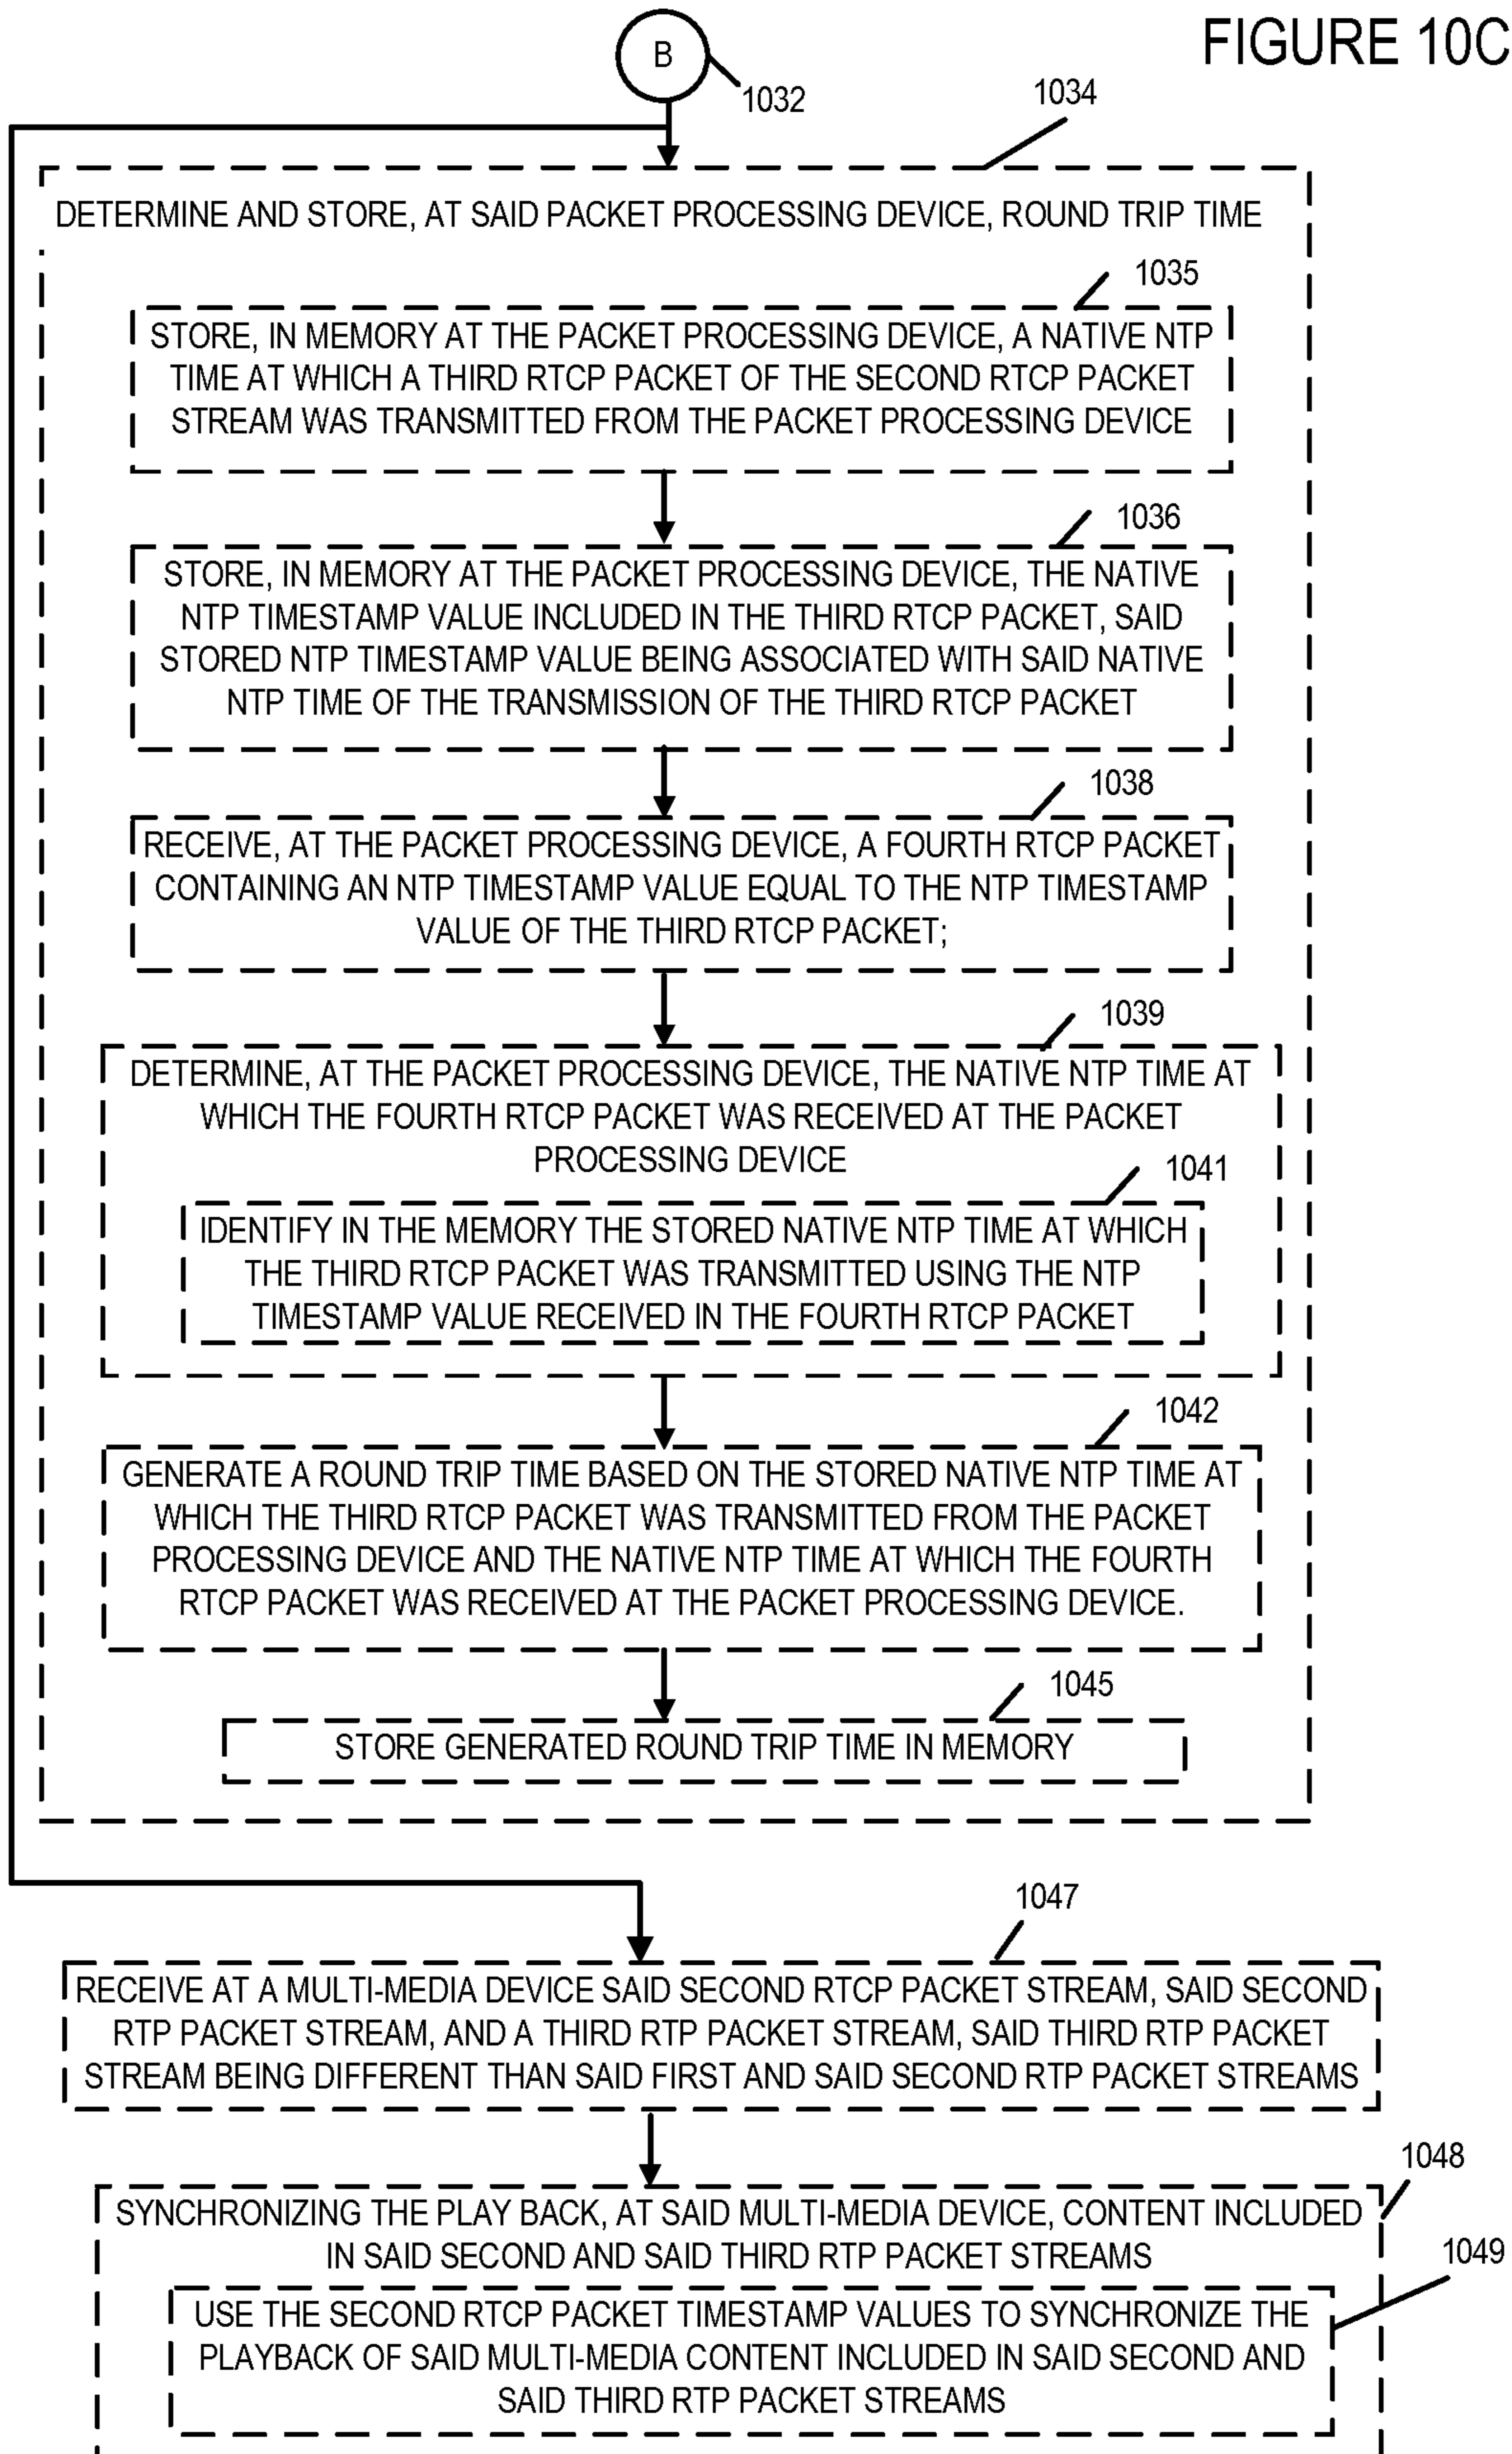 FIGURE 10C
B
1032
1034
DETERMINE AND STORE, AT SAID PACKET PROCESSING DEVICE, ROUND TRIP TIME
1035
STORE, IN MEMORY AT THE PACKET PROCESSING DEVICE, A NATIVE NTP
TIME AT WHICH A THIRD RTCP PACKET OF THE SECOND RTCP PACKET
STREAM WAS TRANSMITTED FROM THE PACKET PROCESSING DEVICE
1036
STORE, IN MEMORY AT THE PACKET PROCESSING DEVICE, THE NATIVE
NTP TIMESTAMP VALUE INCLUDED IN THE THIRD RTCP PACKET, SAID
STORED NTP TIMESTAMP VALUE BEING ASSOCIATED WITH SAID NATIVE
NTP TIME OF THE TRANSMISSION OF THE THIRD RTCP PACKET
1038
RECEIVE, AT THE PACKET PROCESSING DEVICE, A FOURTH RTCP PACKET
CONTAINING AN NTP TIMESTAMP VALUE EQUAL TO THE NTP TIMESTAMP
VALUE OF THE THIRD RTCP PACKET;
1039
DETERMINE, AT THE PACKET PROCESSING DEVICE, THE NATIVE NTP TIME AT
WHICH THE FOURTH RTCP PACKET WAS RECEIVED AT THE PACKET
PROCESSING DEVICE
1041
IDENTIFY IN THE MEMORY THE STORED NATIVE NTP TIME AT WHICH
THE THIRD RTCP PACKET WAS TRANSMITTED USING THE NTP
TIMESTAMP VALUE RECEIVED IN THE FOURTH RTCP PACKET
1042
GENERATE A ROUND TRIP TIME BASED ON THE STORED NATIVE NTP TIME AT
WHICH THE THIRD RTCP PACKET WAS TRANSMITTED FROM THE PACKET
PROCESSING DEVICE AND THE NATIVE NTP TIME AT WHICH THE FOURTH
RTCP PACKET WAS RECEIVED AT THE PACKET PROCESSING DEVICE.
1045
STORE GENERATED ROUND TRIP TIME IN MEMORY
1047
RECEIVE AT A MULTI-MEDIA DEVICE SAID SECOND RTCP PACKET STREAM, SAID SECOND
RTP PACKET STREAM, AND A THIRD RTP PACKET STREAM, SAID THIRD RTP PACKET
STREAM BEING DIFFERENT THAN SAID FIRST AND SAID SECOND RTP PACKET STREAMS
1048
SYNCHRONIZING THE PLAY BACK, AT SAID MULTI-MEDIA DEVICE, CONTENT INCLUDED
IN SAID SECOND AND SAID THIRD RTP PACKET STREAMS
1049
USE THE SECOND RTCP PACKET TIMESTAMP VALUES TO SYNCHRONIZE THE
PLAYBACK OF SAID MULTI-MEDIA CONTENT INCLUDED IN SAID SECOND AND
SAID THIRD RTP PACKET STREAMS